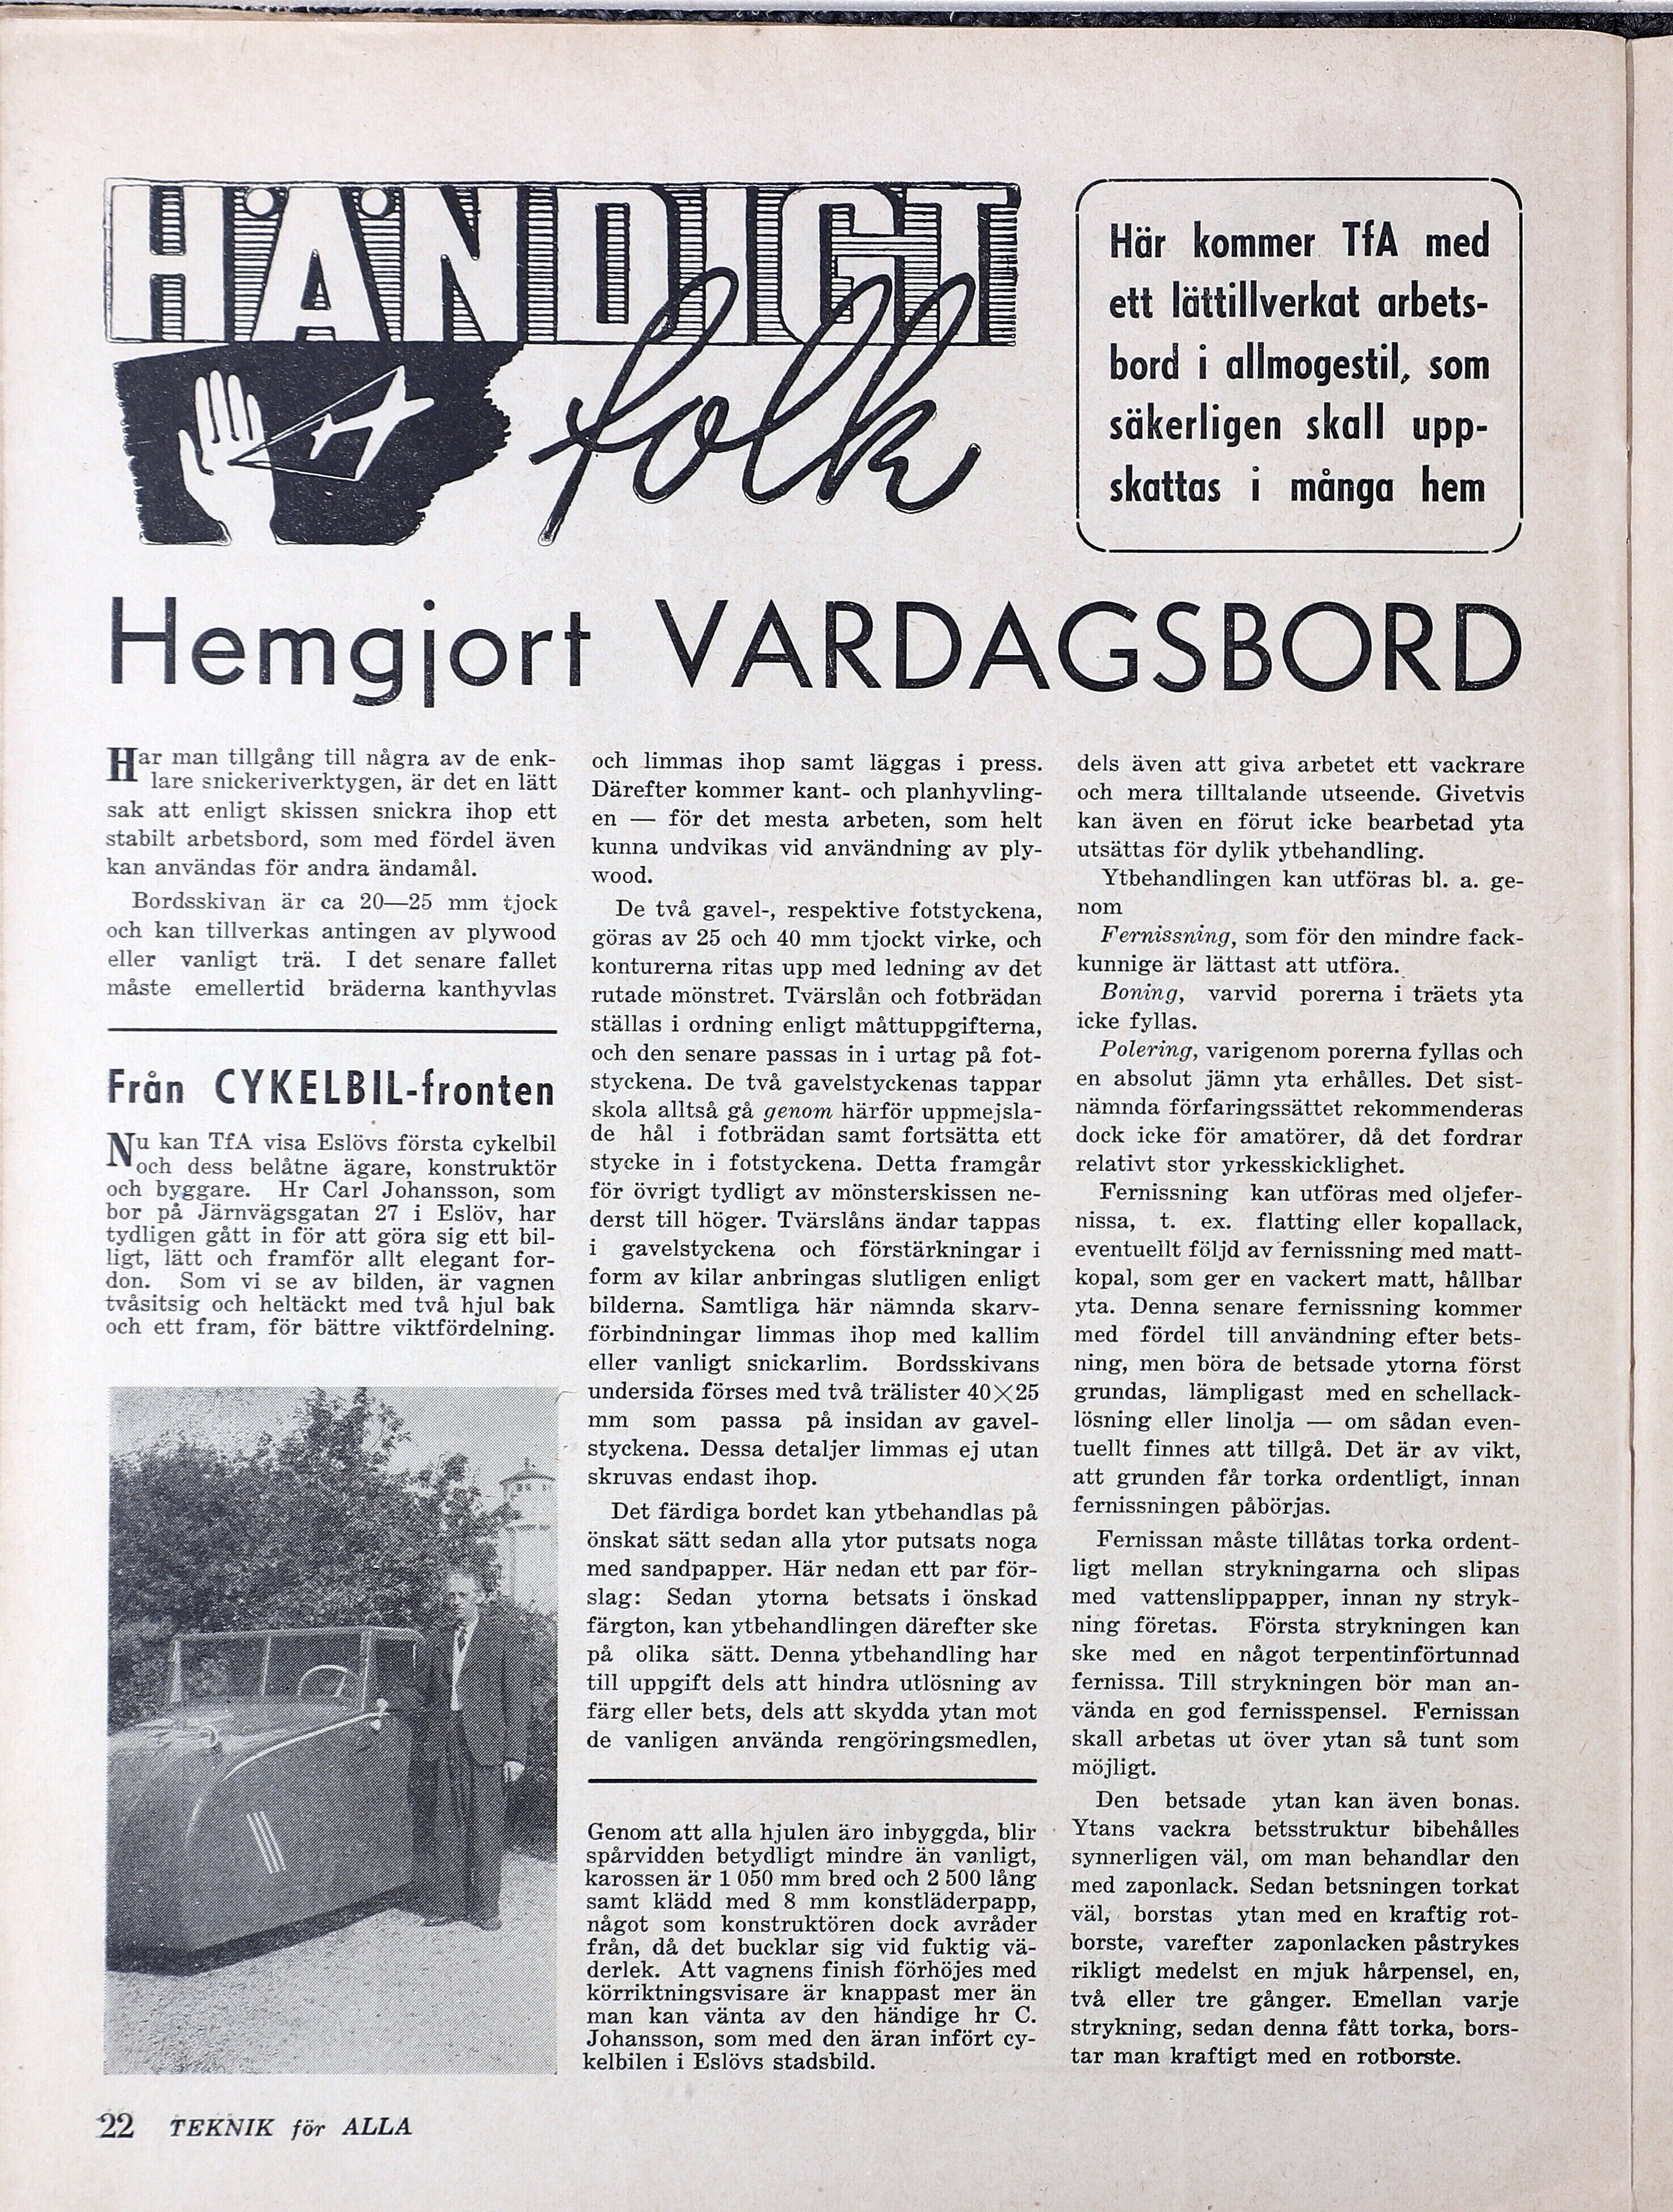 HÄNDIGT
folk
Här kommer TfA med
ett lättillverkat arbets-
bord i allmogestil, som
säkerligen skall upp-
skattas i många hem
Hemgjort VARDAGSBORD
Har man tillgång till några av de enk-
lare snickeriverktygen, är det en lätt
sak att enligt skissen snickra ihop ett
stabilt arbetsbord, som med fördel även
kan användas för andra ändamål.
Bordsskivan är ca 20—25 mm tjock
och kan tillverkas antingen av plywood
eller vanligt trä. I det senare fallet
måste emellertid bräderna kanthyvlas
och limmas ihop samt läggas i press.
Därefter kommer kant- och planhyvling-
en — för det mesta arbeten, som helt
kunna undvikas vid användning av ply-
wood.
De två gavel-, respektive fotstyckena,
göras av 25 och 40 mm tjockt virke, och
konturerna ritas upp med ledning av det
rutade mönstret. Tvärslån och fotbrädan
ställas i ordning enligt måttuppgifterna,
och den senare passas in i urtag på fot-
styckena. De två gavelstyckenas tappar
skola alltså gå genom härför uppmejsla-
de hål i fotbrädan samt fortsätta ett
stycke in i fotstyckena. Detta framgår
för övrigt tydligt av mönsterskissen ne-
derst till höger. Tvärslåns ändar tappas
i gavelstyckena och förstärkningar i
form av kilar anbringas slutligen enligt
bilderna. Samtliga här nämnda skarv-
förbindningar limmas ihop med kallim
eller vanligt snickarlim. Bordsskivans
undersida förses med två trälister 40×25
mm som passa på insidan av gavel-
styckena. Dessa detaljer limmas ej utan
skruvas endast ihop.
Det färdiga bordet kan ytbehandlas på
önskat sätt sedan alla ytor putsats noga
med sandpapper. Här nedan ett par för-
slag: Sedan ytorna betsats i önskad
färgton, kan ytbehandlingen därefter ske
på olika sätt. Denna ytbehandling har
till uppgift dels att hindra utlösning av
färg eller bets, dels att skydda ytan mot
de vanligen använda rengöringsmedlen,
dels även att giva arbetet ett vackrare
och mera tilltalande utseende. Givetvis
kan även en förut icke bearbetad yta
utsättas för dylik ytbehandling.
Ytbehandlingen kan utföras bl. a. ge-
nom
Fernissning, som för den mindre fack-
kunnige är lättast att utföra.
Boning, varvid porerna i träets yta
icke fyllas.
Polering, varigenom porerna fyllas och
en absolut jämn yta erhålles. Det sist-
nämnda förfaringssättet rekommenderas
dock icke för amatörer, då det fordrar
relativt stor yrkesskicklighet.
Fernissning kan utföras med oljefer-
nissa, t. ex. flatting eller kopallack,
eventuellt följd av fernissning med matt-
kopal, som ger en vackert matt, hållbar
yta. Denna senare fernissning kommer
med fördel till användning efter bets-
ning, men böra de betsade ytorna först
grundas, lämpligast med en schellack-
lösning eller linolja — om sådan even-
tuellt finnes att tillgå. Det är av vikt,
att grunden får torka ordentligt, innan
fernissningen påbörjas.
Fernissan måste tillåtas torka ordent-
ligt mellan strykningarna och slipas
med vattenslippapper, innan ny stryk-
ning företas. Första strykningen kan
ske med en något terpentinförtunnad
fernissa. Till strykningen bör man an-
vända en god fernisspensel. Fernissan
skall arbetas ut över ytan så tunt som
möjligt.
Den betsade ytan kan även bonas.
Ytans vackra betsstruktur bibehålles
synnerligen väl, om man behandlar den
med zaponlack. Sedan betsningen torkat
väl, borstas ytan med en kraftig rot-
borste, varefter zaponlacken påstrykes
rikligt medelst en mjuk hårpensel, en,
två eller tre gånger. Emellan varje
strykning, sedan denna fått torka, bors-
tar man kraftigt med en rotborste.
Från CYKELBIL-fronten
Nu kan TfA visa Eslövs första cykelbil
och dess belåtne ägare, konstruktör
och byggare. Hr Carl Johansson, som
bor på Järnvägsgatan 27 i Eslöv, har
tydligen gått in för att göra sig ett bil-
ligt, lätt och framför allt elegant for-
don. Som vi se av bilden, är vagnen
tvåsitsig och heltäckt med två hjul bak
och ett fram, för bättre viktfördelning.
Genom att alla hjulen äro inbyggda, blir
spårvidden betydligt mindre än vanligt,
karossen är 1 050 mm bred och 2 500 lång
samt klädd med 8 mm konstläderpapp,
något som konstruktören dock avråder
från, då det bucklar sig vid fuktig vä-
derlek. Att vagnens finish förhöjes med
körriktningsvisare är knappast mer än
man kan vänta av den händige hr C.
Johansson, som med den äran infört cy-
kelbilen i Eslövs stadsbild.
22 TEKNIK för ALLA